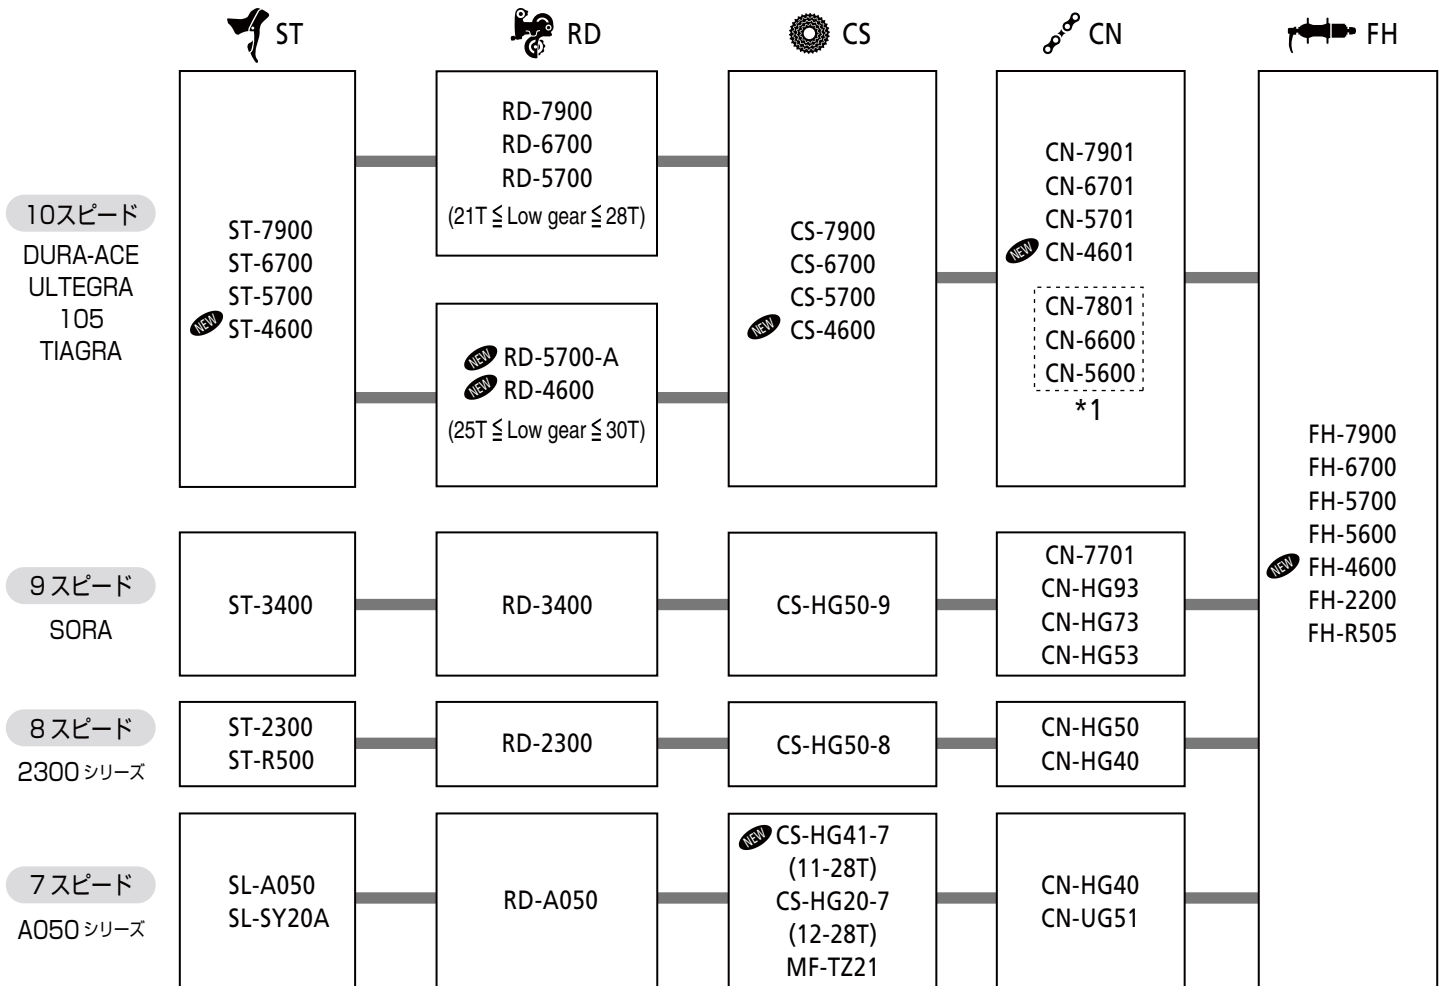 ST
RD
CS
CN
FH
10スピード
DURA-ACE
ULTEGRA
105
TIAGRA
ST-7900
ST-6700
ST-5700
NEW ST-4600
RD-7900
RD-6700
RD-5700
(21T ≦ Low gear ≦ 28T)
NEW RD-5700-A
NEW RD-4600
(25T ≦ Low gear ≦ 30T)
CS-7900
CS-6700
CS-5700
NEW CS-4600
CN-7901
CN-6701
CN-5701
NEW CN-4601
CN-7801
CN-6600
CN-5600
*1
FH-7900
FH-6700
FH-5700
FH-5600
NEW FH-4600
FH-2200
FH-R505
9スピード
SORA
ST-3400
RD-3400
CS-HG50-9
CN-7701
CN-HG93
CN-HG73
CN-HG53
8スピード
2300シリーズ
ST-2300
ST-R500
RD-2300
CS-HG50-8
CN-HG50
CN-HG40
7スピード
A050シリーズ
SL-A050
SL-SY20A
RD-A050
NEW CS-HG41-7
(11-28T)
CS-HG20-7
(12-28T)
MF-TZ21
CN-HG40
CN-UG51